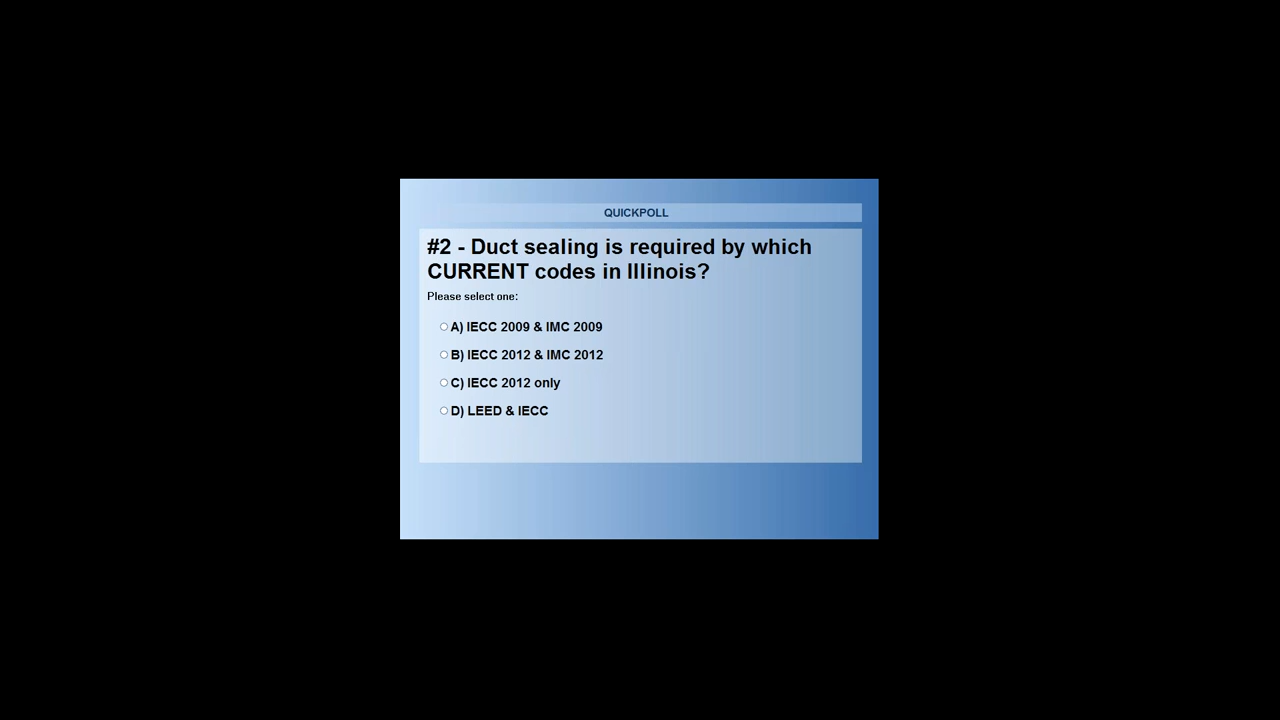 QUICKPOLL
#2 - Duct sealing is required by which
CURRENT codes in Illinois?
Please select one:
A) IECC 2009 & IMC 2009
B) IECC 2012 & IMC 2012
C) IECC 2012 only
D) LEED & IECC